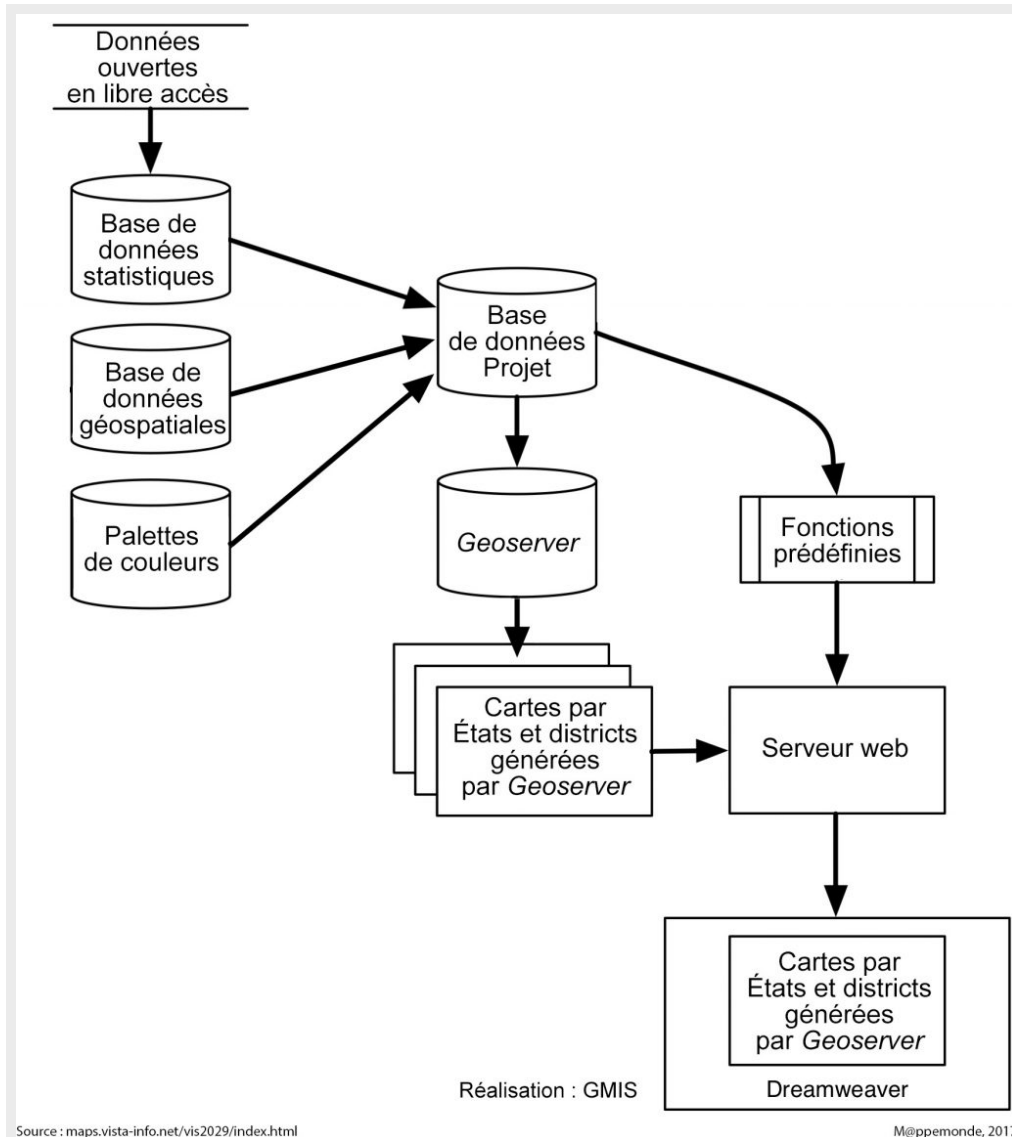 Données
ouvertes
en libre accès
Base de
données
statistiques
Base de
données
géospatiales
Palettes
de couleurs
Base
de données
Projet
Geoserver
Fonctions
prédéfinies
Cartes par
États et districts
générées
par Geoserver
Serveur web
Cartes par
États et districts
générées
par Geoserver
Dreamweaver
Réalisation : GMIS
Source : maps.vista-info.net/vis2029/index.html
M@ppemonde, 2017